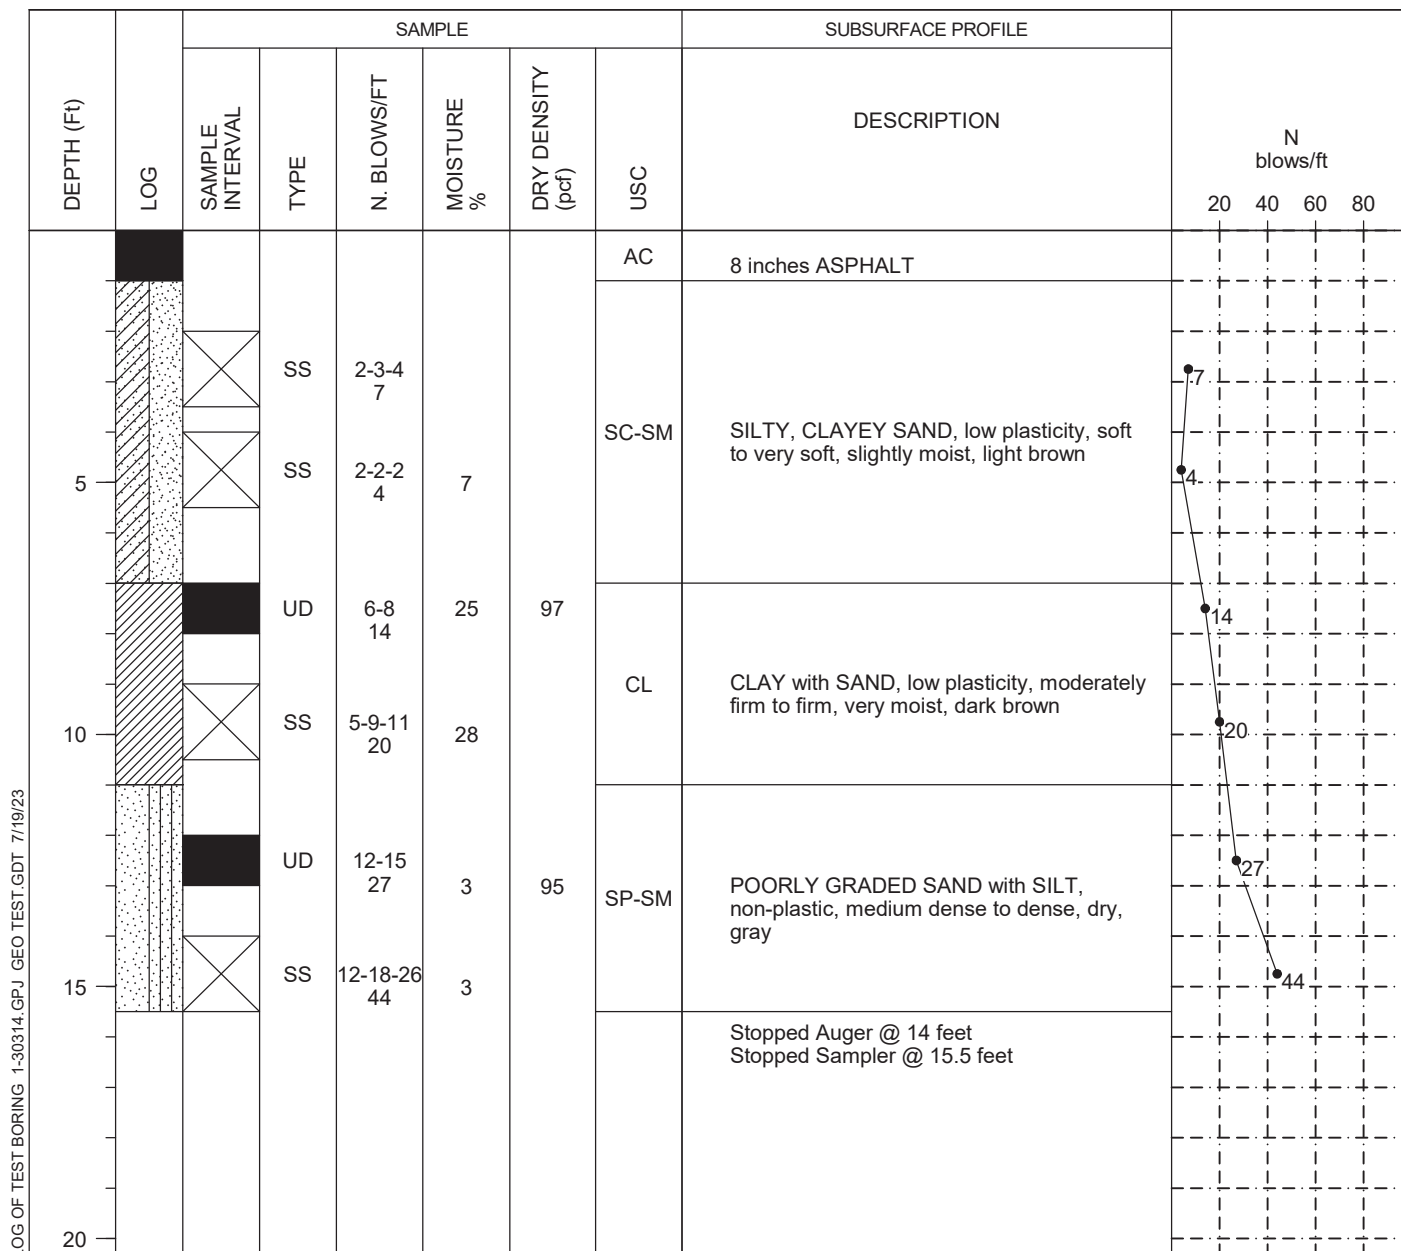 SAMPLE
SUBSURFACE PROFILE
DEPTH (Ft)
LOG
SAMPLE
INTERVAL
TYPE
N. BLOWS/FT
MOISTURE
%
DRY DENSITY
(pcf)
USC
DESCRIPTION
N
blows/ft
20 40 60 80
AC
8 inches ASPHALT
SS
2-3-4
7
7
SC-SM
SILTY, CLAYEY SAND, low plasticity, soft
to very soft, slightly moist, light brown
5
SS
2-2-2
4
7
4
UD
6-8
14
25
97
14
CL
CLAY with SAND, low plasticity, moderately
firm to firm, very moist, dark brown
10
SS
5-9-11
20
28
20
UD
12-15
27
3
95
27
SP-SM
POORLY GRADED SAND with SILT,
non-plastic, medium dense to dense, dry,
gray
15
SS
12-18-26
44
3
44
Stopped Auger @ 14 feet
Stopped Sampler @ 15.5 feet
20
LOG OF TEST BORING 1-30314.GPJ GEO TEST.GDT 7/19/23